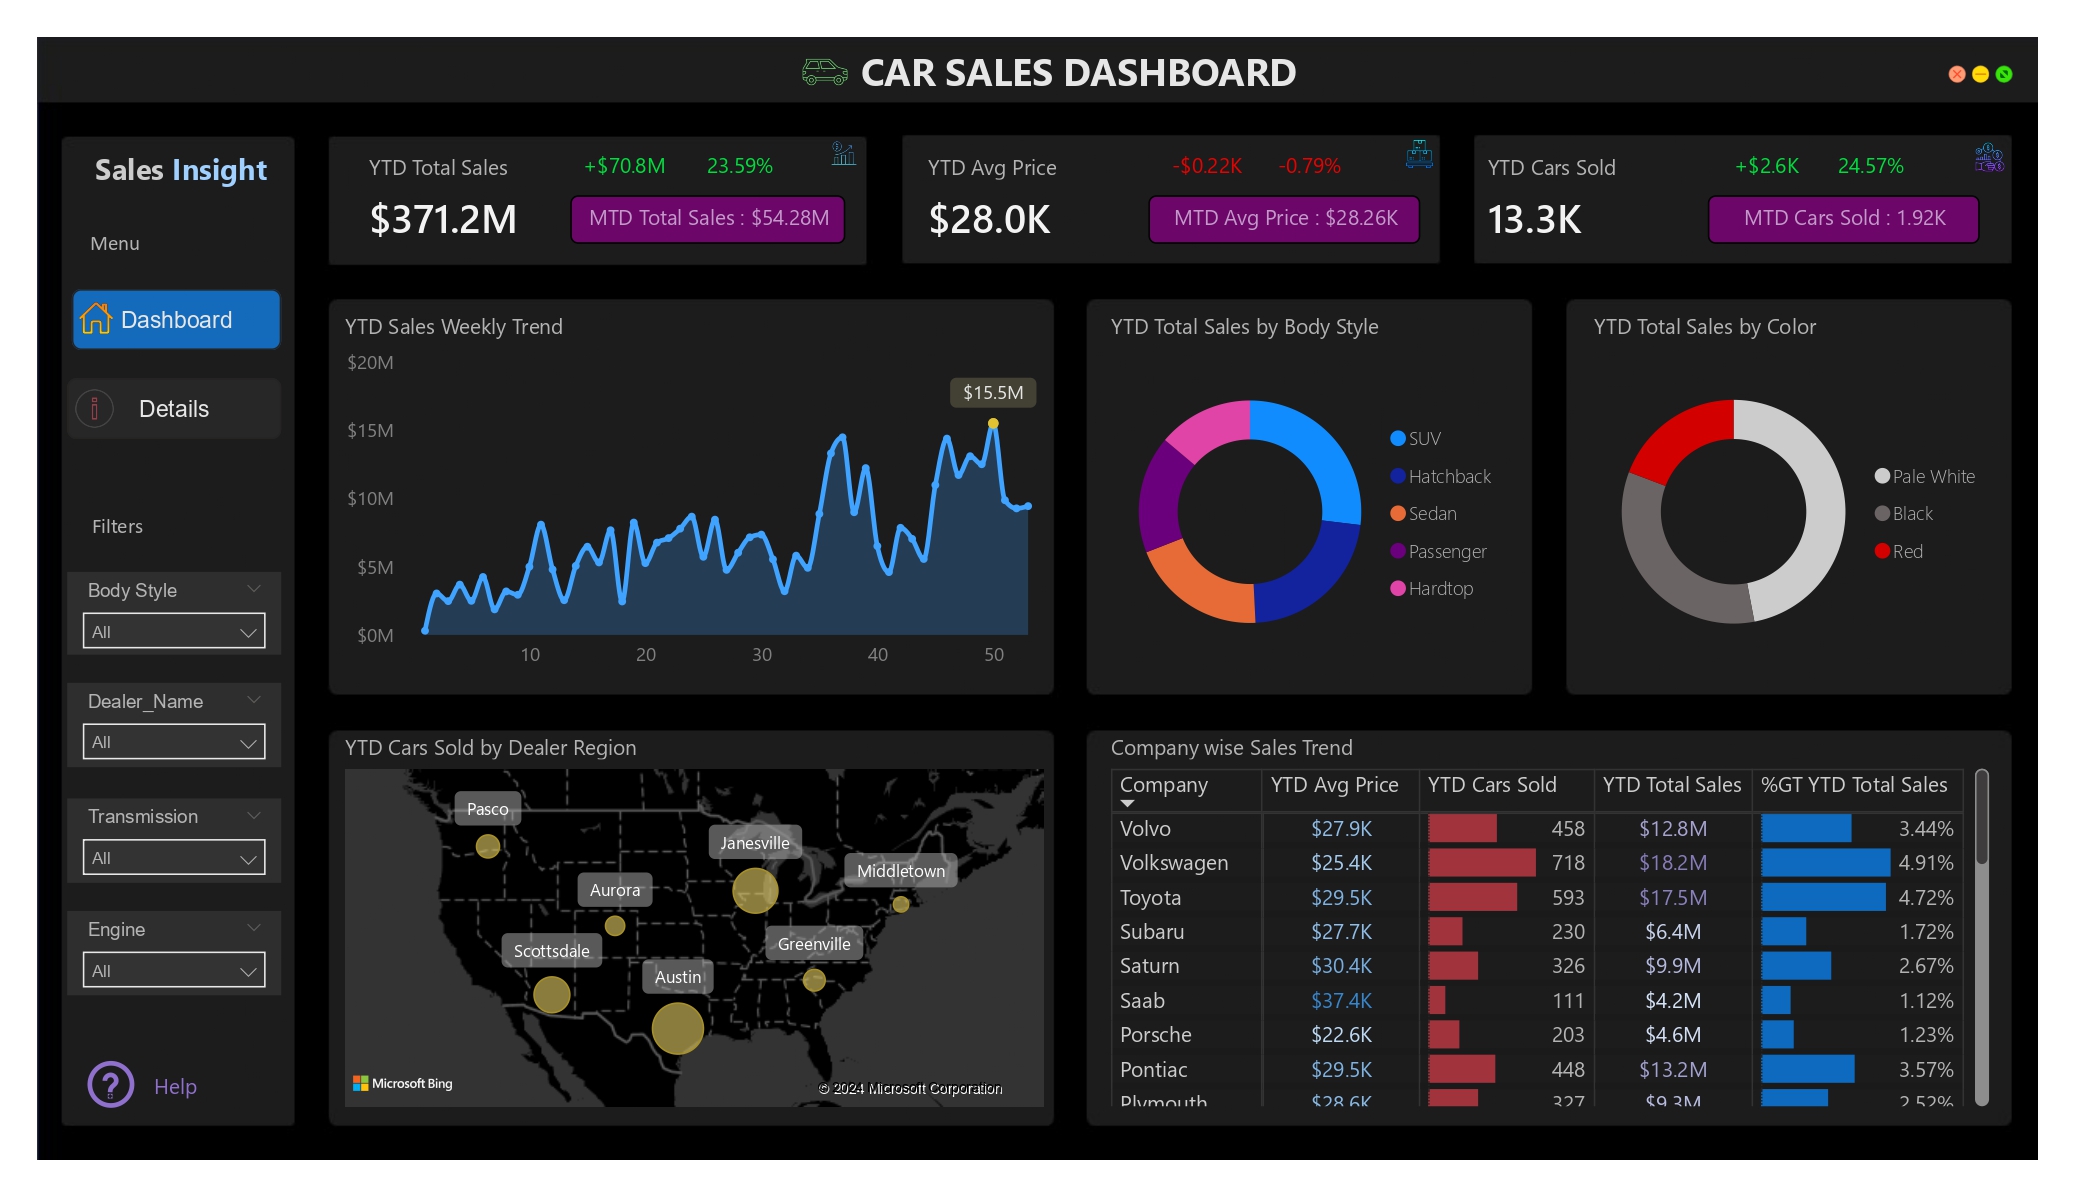 CAR SALES DASHBOARD
Sales Insight
Menu
Dashboard
Details
Filters
Body Style
All
Dealer_Name
All
Transmission
All
Engine
All
Help
YTD Total Sales
+$70.8M 23.59%
$371.2M
MTD Total Sales : $54.28M
YTD Avg Price
-$0.22K -0.79%
$28.0K
MTD Avg Price : $28.26K
YTD Cars Sold
+$2.6K 24.57%
13.3K
MTD Cars Sold : 1.92K
YTD Sales Weekly Trend
$20M
$15M
$10M
$5M
$0M
$15.5M
10 20 30 40 50
YTD Total Sales by Body Style
SUV
Hatchback
Sedan
Passenger
Hardtop
YTD Total Sales by Color
Pale White
Black
Red
YTD Cars Sold by Dealer Region
Pasco
Janesville
Middletown
Aurora
Greenville
Scottsdale
Austin
Microsoft Bing
© 2024 Microsoft Corporation
Company wise Sales Trend
Company YTD Avg Price YTD Cars Sold YTD Total Sales %GT YTD Total Sales
Volvo $27.9K 458 $12.8M 3.44%
Volkswagen $25.4K 718 $18.2M 4.91%
Toyota $29.5K 593 $17.5M 4.72%
Subaru $27.7K 230 $6.4M 1.72%
Saturn $30.4K 326 $9.9M 2.67%
Saab $37.4K 111 $4.2M 1.12%
Porsche $22.6K 203 $4.6M 1.23%
Pontiac $29.5K 448 $13.2M 3.57%
Plymouth $28.6K 327 $9.3M 2.52%